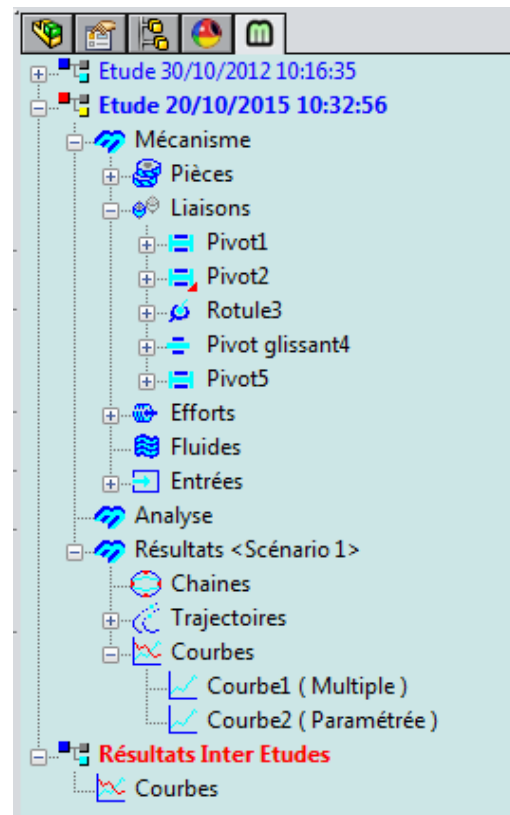 Etude 30/10/2012 10:16:35
Etude 20/10/2015 10:32:56
Mécanisme
Pièces
Liaisons
Pivot1
Pivot2
Rotule3
Pivot glissant4
Pivot5
Efforts
Fluides
Entrées
Analyse
Résultats <Scénario 1>
Chaines
Trajectoires
Courbes
Courbe1 ( Multiple )
Courbe2 ( Paramétrée )
Résultats Inter Etudes
Courbes